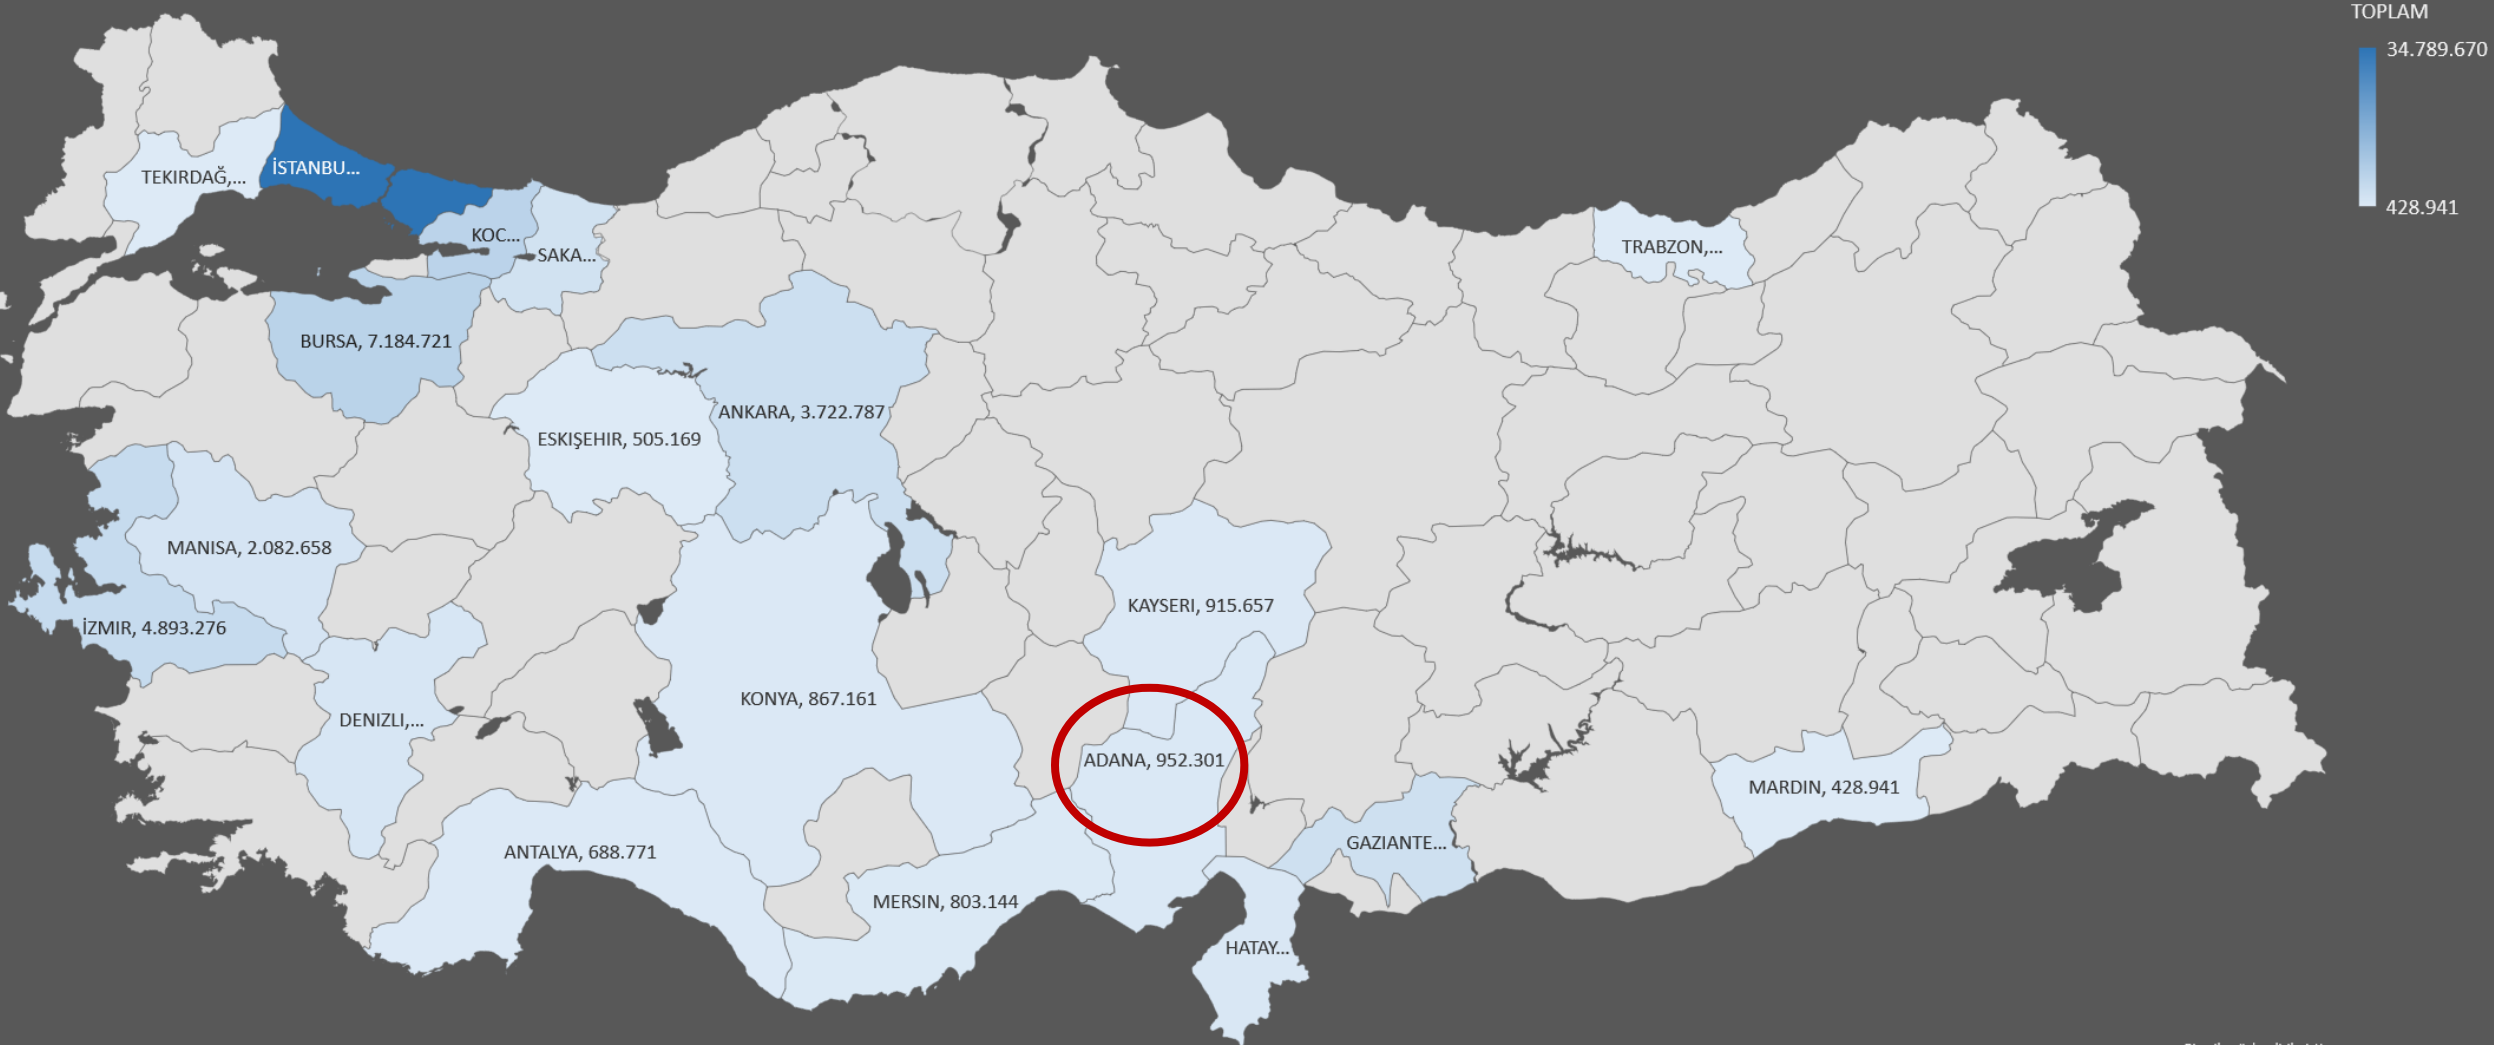 TOPLAM
34.789.670
428.941
TEKIRDAĞ,...
İSTANBU...
KOC...
SAKA...
TRABZON,...
BURSA, 7.184.721
ANKARA, 3.722.787
ESKIŞEHIR, 505.169
MANISA, 2.082.658
KAYSERI, 915.657
İZMIR, 4.893.276
KONYA, 867.161
DENIZLI,...
ADANA, 952.301
MARDIN, 428.941
GAZIANTE...
ANTALYA, 688.771
MERSIN, 803.144
HATAY...